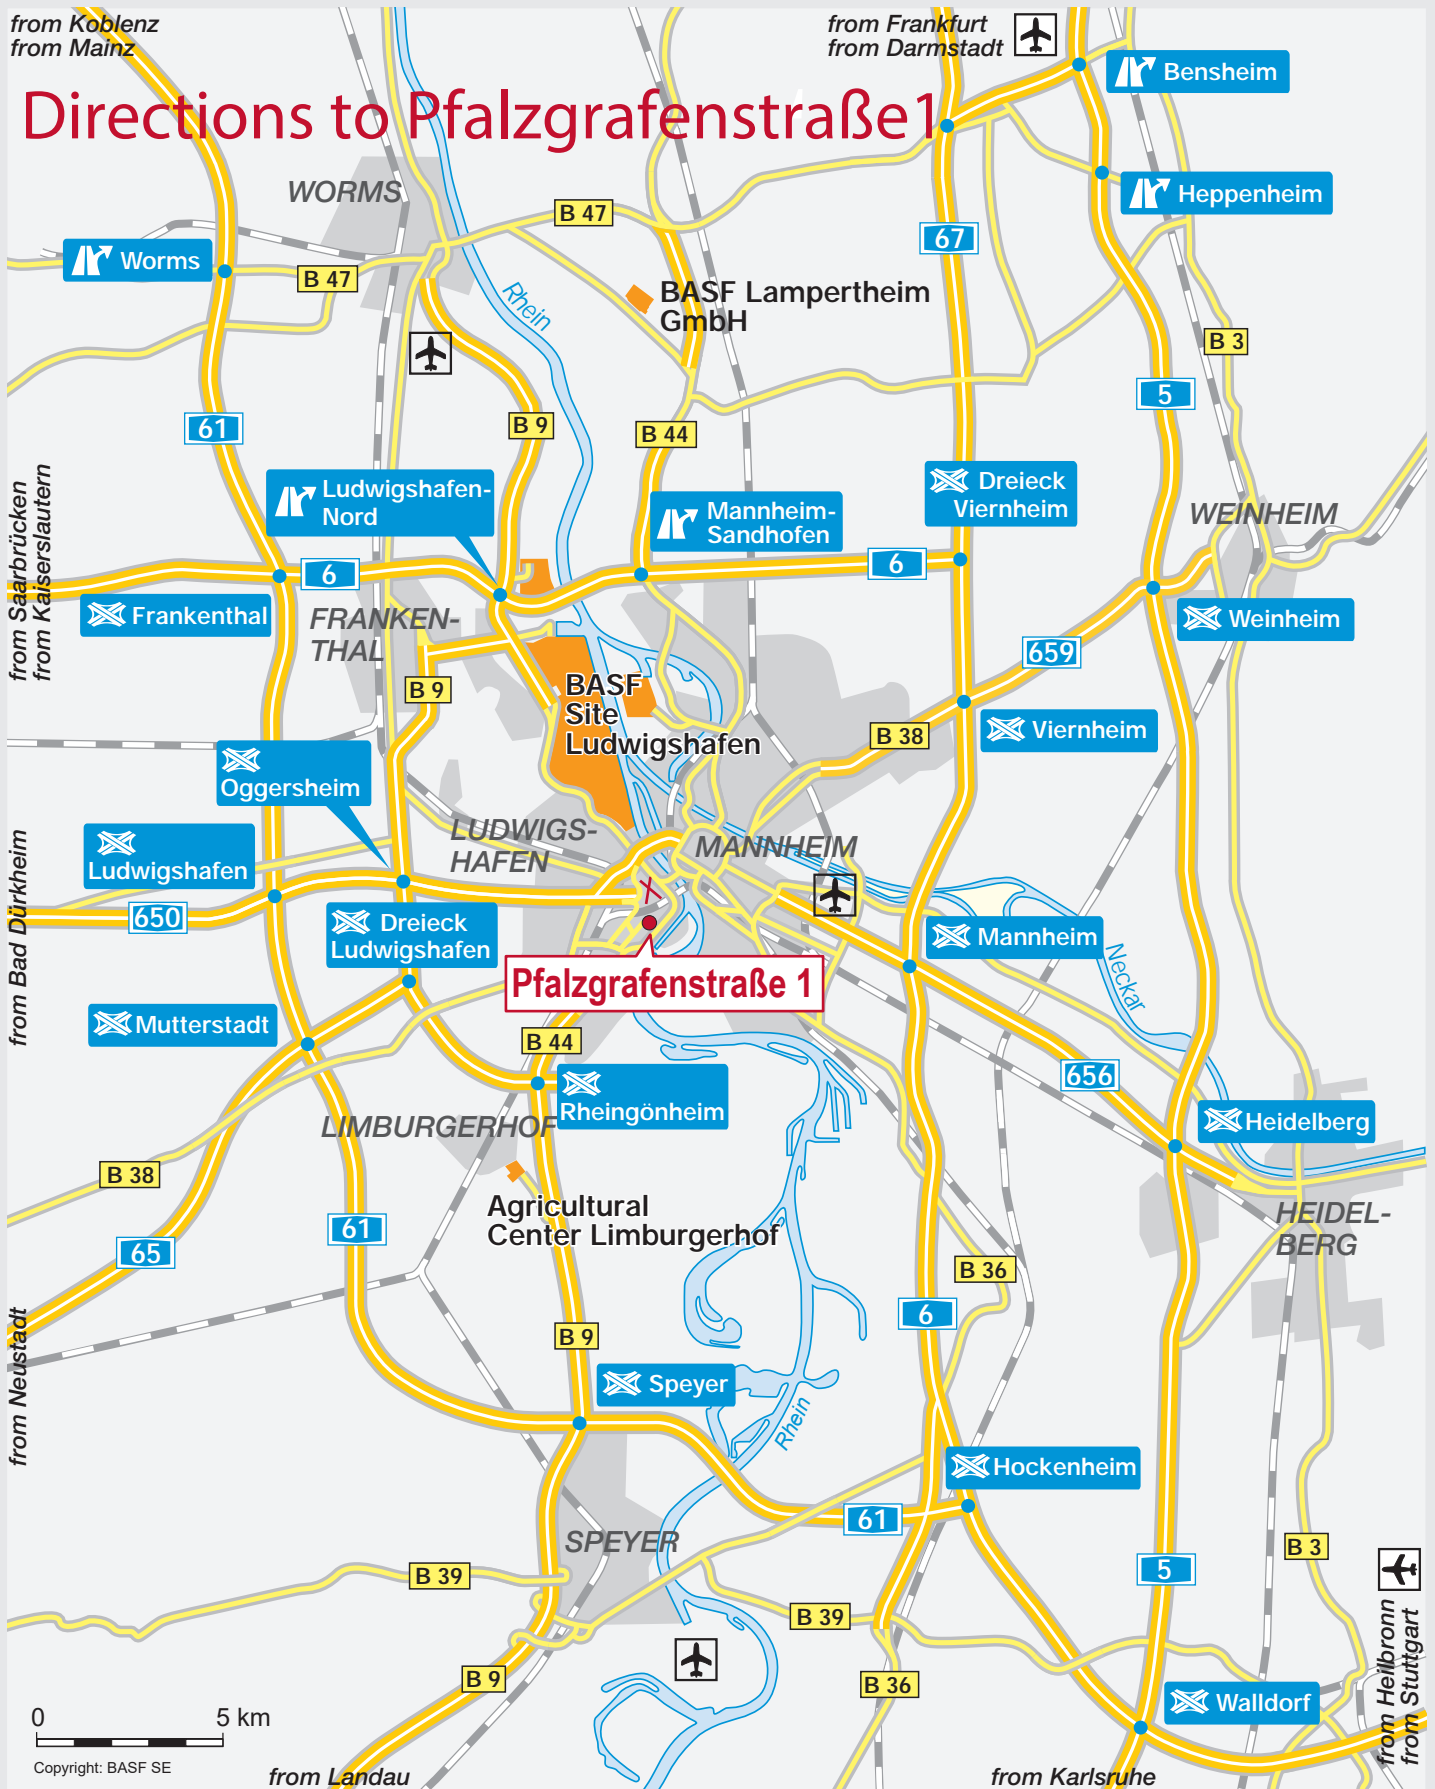 from Koblenz
from Mainz
from Frankfurt
from Darmstadt
Directions to Pfalzgrafenstraße1
Bensheim
Heppenheim
WORMS
B 47
67
Worms
B 47
Rhein
BASF Lampertheim
GmbH
B 3
5
61
B 9
B 44
from Saarbrücken
from Kaiserslautern
Ludwigshafen-
Nord
Mannheim-
Sandhofen
Dreieck
Viernheim
WEINHEIM
6
6
Frankenthal
FRANKEN-
THAL
Weinheim
659
B 9
BASF
Site
Ludwigshafen
B 38
Viernheim
Oggersheim
LUDWIGS-
HAFEN
MANNHEIM
Ludwigshafen
from Bad Dürkheim
650
Dreieck
Ludwigshafen
Mannheim
Neckar
Pfalzgrafenstraße 1
Mutterstadt
B 44
656
Rheingönheim
Heidelberg
LIMBURGERHOF
B 38
Agricultural
Center Limburgerhof
HEIDEL-
BERG
61
65
B 36
6
from Neustadt
B 9
Speyer
Rhein
Hockenheim
61
SPEYER
B 3
5
B 39
B 39
from Heilbronn
from Stuttgart
B 9
B 36
Walldorf
0 5 km
Copyright: BASF SE
from Landau
from Karlsruhe